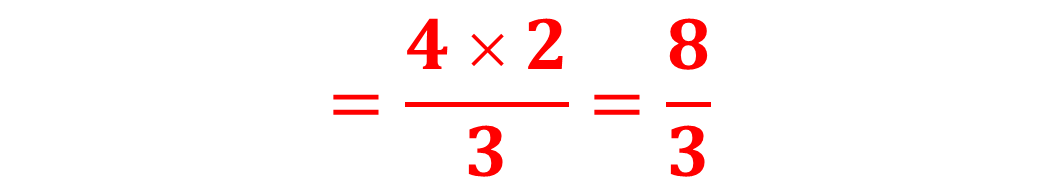 = 4 × 2 / 3 = 8 / 3